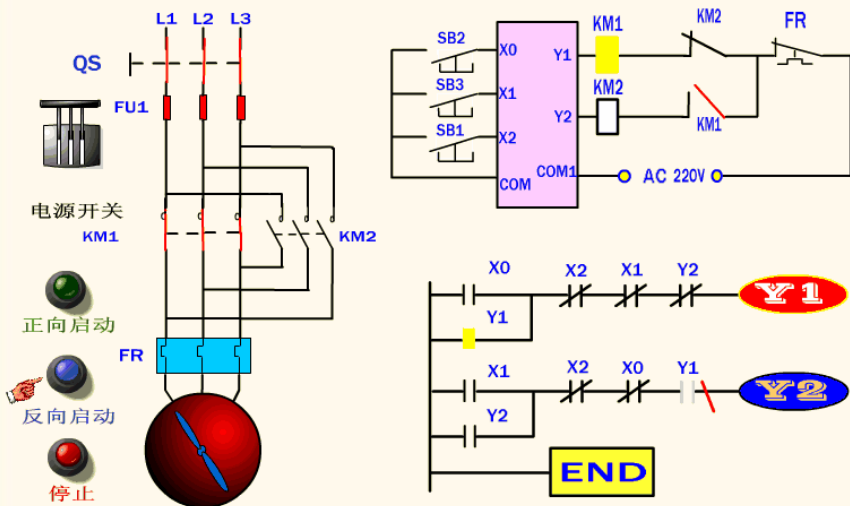 L1 L2 L3
QS
FU1
电源开关
KM1
KM2
正向启动
FR
反向启动
停止
SB2
X0
SB3
X1
SB1
X2
COM
Y1
Y2
COM1
KM1
KM2
KM2
KM1
FR
AC 220V
X0
X2 X1 Y2
Y1
Y1
X1
X2 X0 Y1
Y2
Y2
END